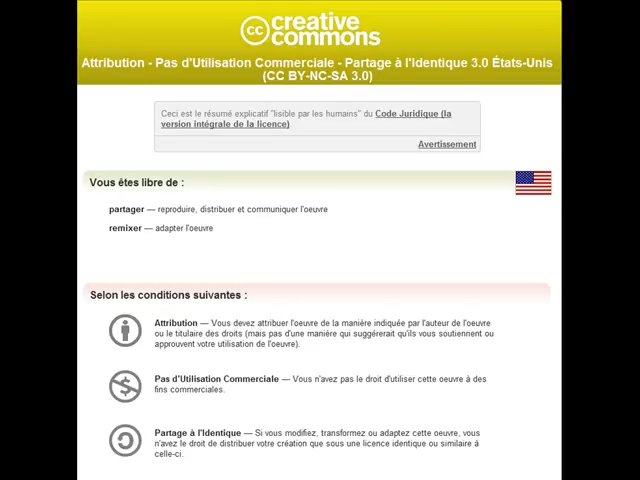 cc creative commons
Attribution - Pas d'Utilisation Commerciale - Partage à l'Identique 3.0 États-Unis
(CC BY-NC-SA 3.0)
Ceci est le résumé explicatif "lisible par les humans" du Code Juridique (la
version intégrale de la licence)
Avertissement
Vous êtes libre de :
partager — reproduire, distribuer et communiquer l'oeuvre
remixer — adapter l'oeuvre
Selon les conditions suivantes :
Attribution — Vous devez attribuer l'oeuvre de la manière indiquée par l'auteur de l'oeuvre
ou le titulaire des droits (mais pas d'une manière qui suggérerait qu'ils vous soutiennent ou
approuvent votre utilisation de l'oeuvre).
Pas d'Utilisation Commerciale — Vous n'avez pas le droit d'utiliser cette oeuvre à des
fins commerciales.
Partage à l'Identique — Si vous modifiez, transformez ou adaptez cette oeuvre, vous
n'avez le droit de distribuer votre création que sous une licence identique ou similaire à
celle-ci.